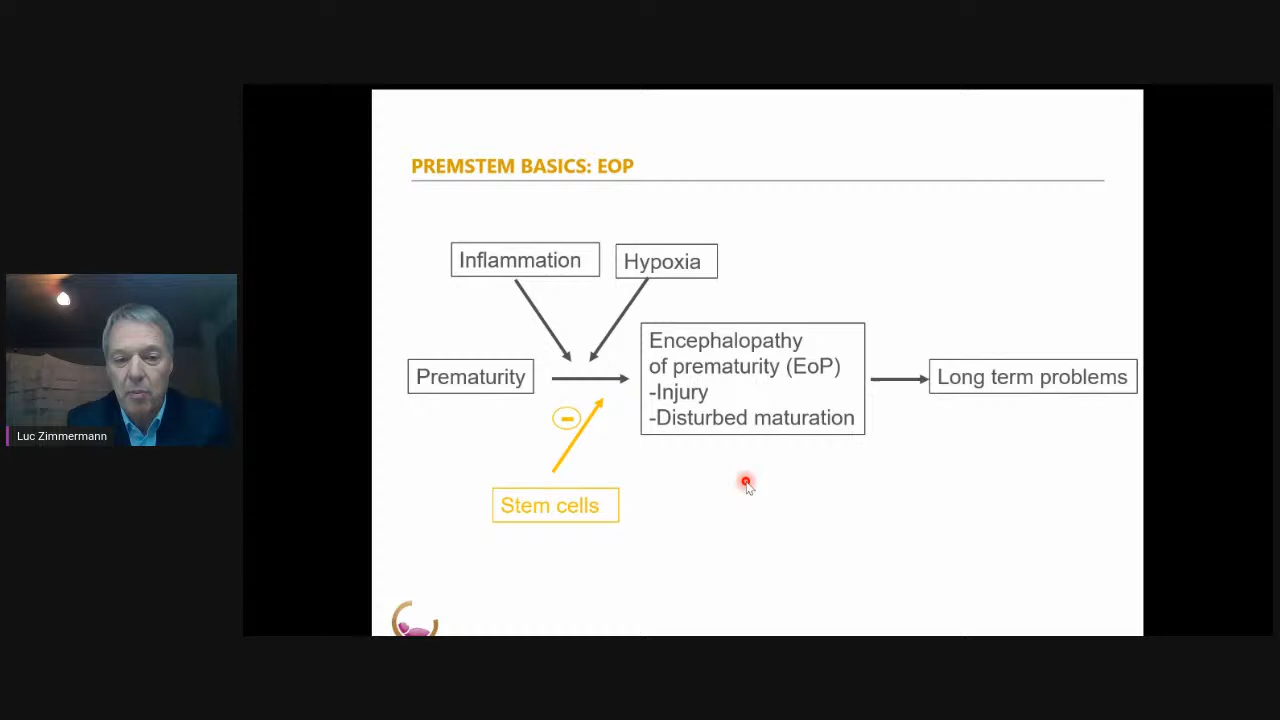 PREMSTEM BASICS: EOP
Inflammation
Hypoxia
Prematurity
Encephalopathy
of prematurity (EoP)
-Injury
-Disturbed maturation
Long term problems
Stem cells
Luc Zimmermann